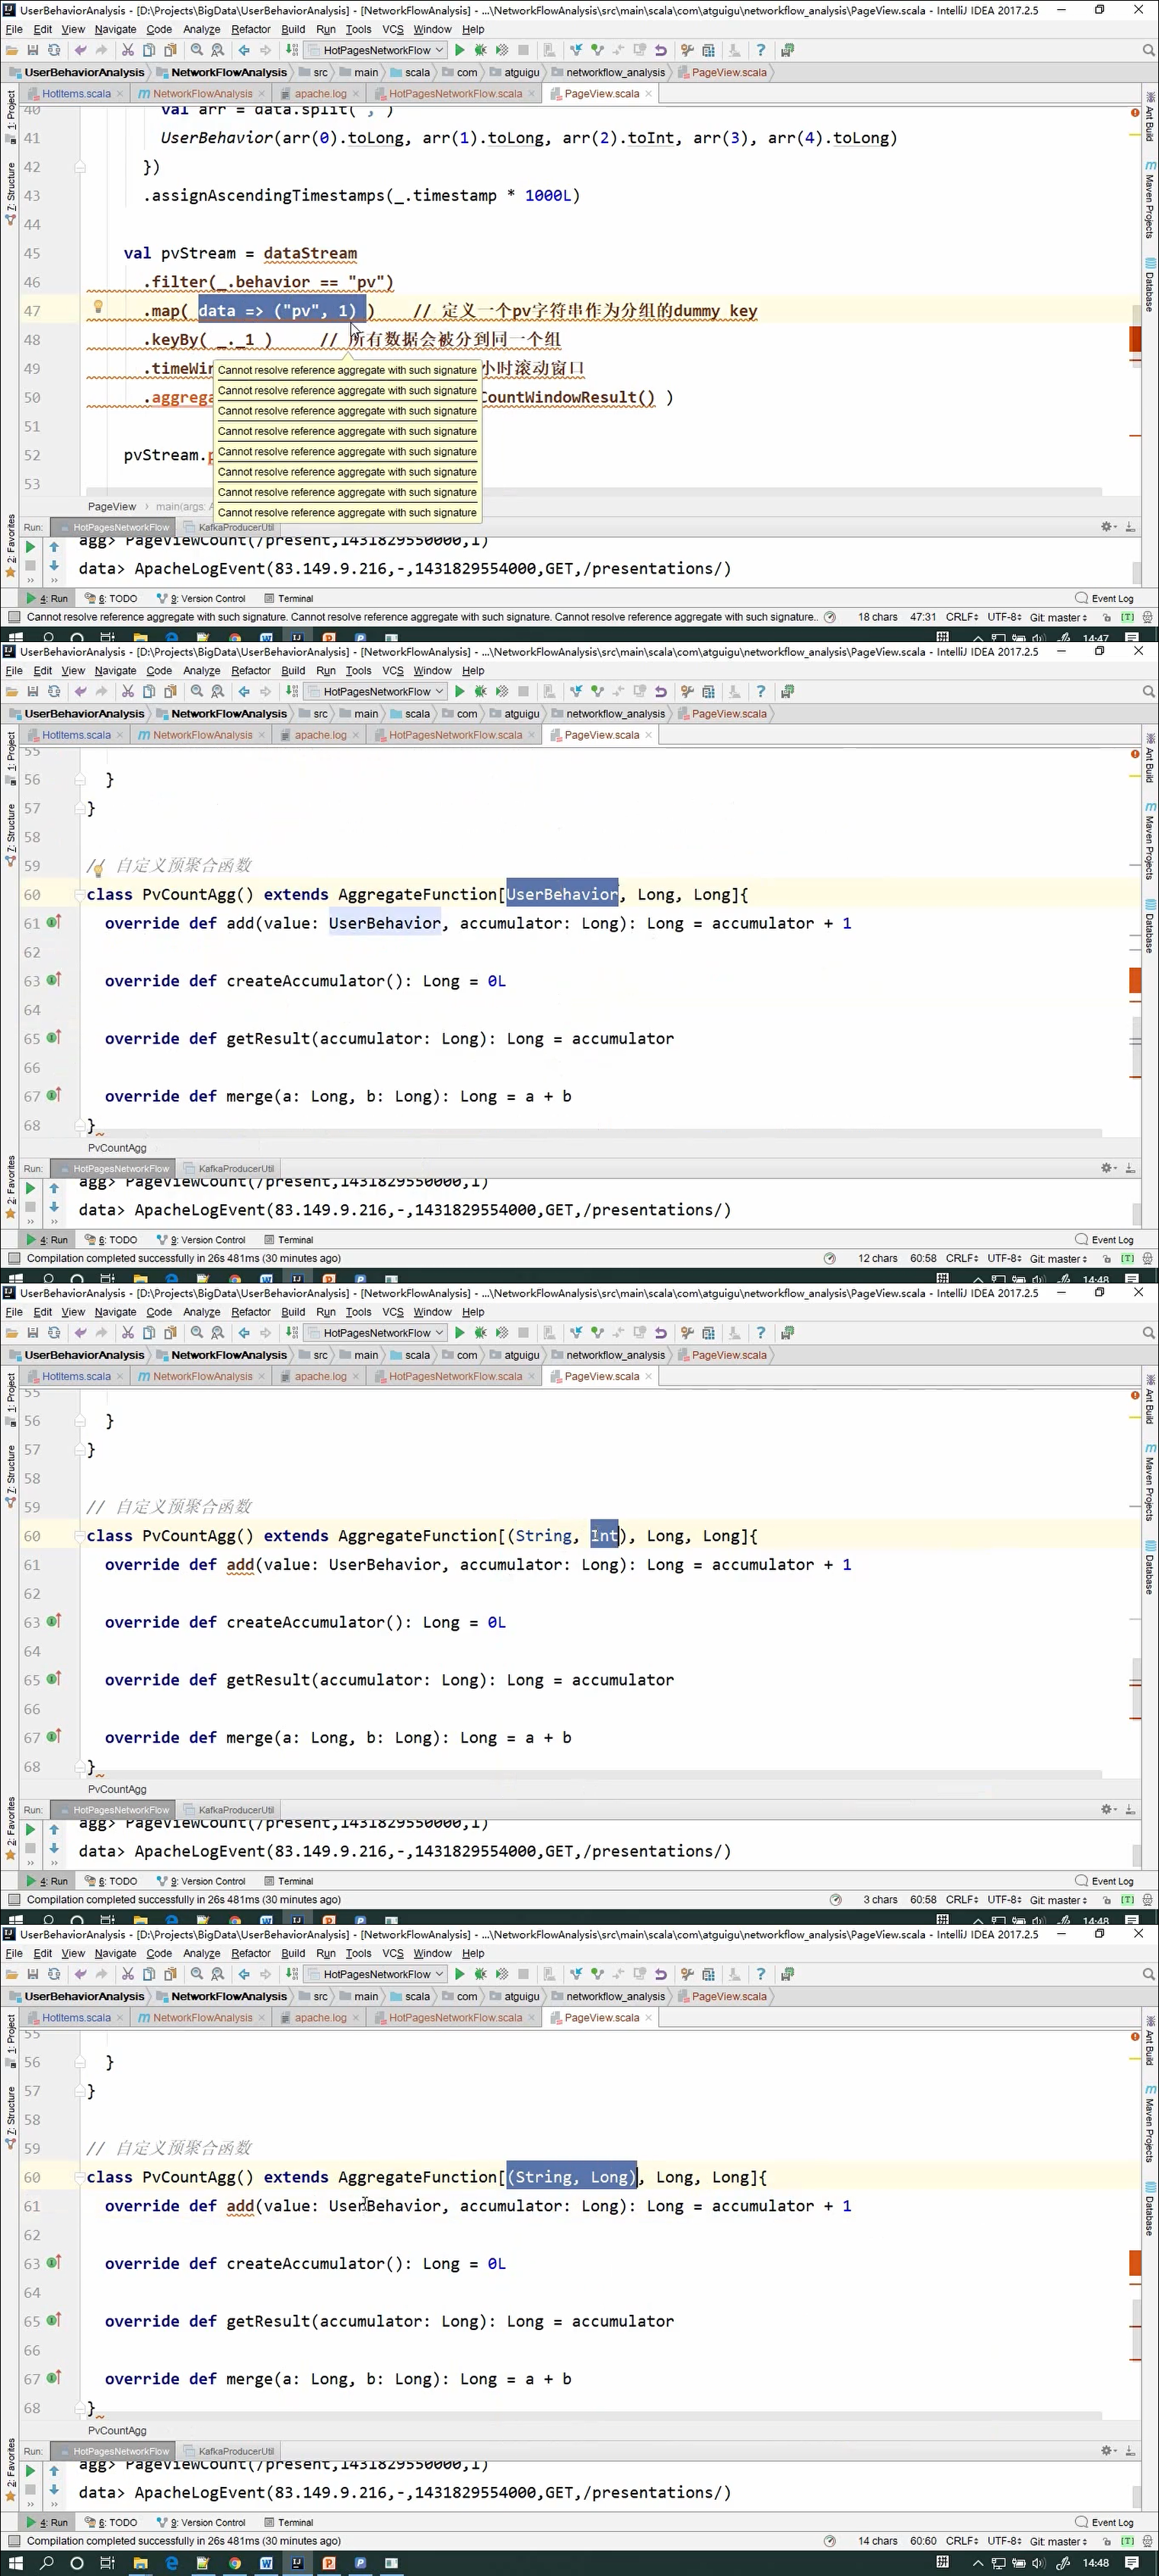 UserBehaviorAnalysis - [D:\Projects\BigData\UserBehaviorAnalysis] - [NetworkFlowAnalysis] - ...\NetworkFlowAnalysis\src\main\scala\com\atguigu\networkflow_analysis\PageView.scala - IntelliJ IDEA 2017.2.5
File Edit View Navigate Code Analyze Refactor Build Run Tools VCS Window Help
HotPagesNetworkFlow
UserBehaviorAnalysis NetworkFlowAnalysis src main scala com atguigu networkflow_analysis PageView.scala
HotItems.scala NetworkFlowAnalysis apache.log HotPagesNetworkFlow.scala PageView.scala
1: Project
Z: Structure
2: Favorites
Ant Build
Maven Projects
Database
40 val arr = data.split(",")
41 UserBehavior(arr(0).toLong, arr(1).toLong, arr(2).toInt, arr(3), arr(4).toLong)
42 })
43 .assignAscendingTimestamps(_.timestamp * 1000L)
44
45 val pvStream = dataStream
46 .filter(_.behavior == "pv")
47 .map( data => ("pv", 1) ) // 定义一个pv字符串作为分组的dummy key
48 .keyBy( _._1 ) // 所有数据会被分到同一个组
49 .timeWin 小时滚动窗口
50 .aggrega CountWindowResult() )
51
52 pvStream.p
53
Cannot resolve reference aggregate with such signature
Cannot resolve reference aggregate with such signature
Cannot resolve reference aggregate with such signature
Cannot resolve reference aggregate with such signature
Cannot resolve reference aggregate with such signature
Cannot resolve reference aggregate with such signature
Cannot resolve reference aggregate with such signature
Cannot resolve reference aggregate with such signature
PageView main(args: A
Run: HotPagesNetworkFlow KafkaProducerUtil
agg> PageViewCount(/present,1431829550000,1)
data> ApacheLogEvent(83.149.9.216,-,1431829554000,GET,/presentations/)
4: Run 6: TODO 9: Version Control Terminal Event Log
Cannot resolve reference aggregate with such signature. Cannot resolve reference aggregate with such signature. Cannot resolve reference aggregate with such signature.. 18 chars 47:31 CRLF UTF-8 Git: master [T]
14:47
UserBehaviorAnalysis - [D:\Projects\BigData\UserBehaviorAnalysis] - [NetworkFlowAnalysis] - ...\NetworkFlowAnalysis\src\main\scala\com\atguigu\networkflow_analysis\PageView.scala - IntelliJ IDEA 2017.2.5
File Edit View Navigate Code Analyze Refactor Build Run Tools VCS Window Help
HotPagesNetworkFlow
UserBehaviorAnalysis NetworkFlowAnalysis src main scala com atguigu networkflow_analysis PageView.scala
HotItems.scala NetworkFlowAnalysis apache.log HotPagesNetworkFlow.scala PageView.scala
1: Project
Z: Structure
2: Favorites
Ant Build
Maven Projects
Database
55
56 }
57 }
58
59 // 自定义预聚合函数
60 class PvCountAgg() extends AggregateFunction[UserBehavior, Long, Long]{
61 override def add(value: UserBehavior, accumulator: Long): Long = accumulator + 1
62
63 override def createAccumulator(): Long = 0L
64
65 override def getResult(accumulator: Long): Long = accumulator
66
67 override def merge(a: Long, b: Long): Long = a + b
68 }
PvCountAgg
Run: HotPagesNetworkFlow KafkaProducerUtil
agg> PageViewCount(/present,1431829550000,1)
data> ApacheLogEvent(83.149.9.216,-,1431829554000,GET,/presentations/)
4: Run 6: TODO 9: Version Control Terminal Event Log
Compilation completed successfully in 26s 481ms (30 minutes ago) 12 chars 60:58 CRLF UTF-8 Git: master [T]
14:48
UserBehaviorAnalysis - [D:\Projects\BigData\UserBehaviorAnalysis] - [NetworkFlowAnalysis] - ...\NetworkFlowAnalysis\src\main\scala\com\atguigu\networkflow_analysis\PageView.scala - IntelliJ IDEA 2017.2.5
File Edit View Navigate Code Analyze Refactor Build Run Tools VCS Window Help
HotPagesNetworkFlow
UserBehaviorAnalysis NetworkFlowAnalysis src main scala com atguigu networkflow_analysis PageView.scala
HotItems.scala NetworkFlowAnalysis apache.log HotPagesNetworkFlow.scala PageView.scala
1: Project
Z: Structure
2: Favorites
Ant Build
Maven Projects
Database
55
56 }
57 }
58
59 // 自定义预聚合函数
60 class PvCountAgg() extends AggregateFunction[(String, Int), Long, Long]{
61 override def add(value: UserBehavior, accumulator: Long): Long = accumulator + 1
62
63 override def createAccumulator(): Long = 0L
64
65 override def getResult(accumulator: Long): Long = accumulator
66
67 override def merge(a: Long, b: Long): Long = a + b
68 }
PvCountAgg
Run: HotPagesNetworkFlow KafkaProducerUtil
agg> PageViewCount(/present,1431829550000,1)
data> ApacheLogEvent(83.149.9.216,-,1431829554000,GET,/presentations/)
4: Run 6: TODO 9: Version Control Terminal Event Log
Compilation completed successfully in 26s 481ms (30 minutes ago) 3 chars 60:58 CRLF UTF-8 Git: master [T]
14:48
UserBehaviorAnalysis - [D:\Projects\BigData\UserBehaviorAnalysis] - [NetworkFlowAnalysis] - ...\NetworkFlowAnalysis\src\main\scala\com\atguigu\networkflow_analysis\PageView.scala - IntelliJ IDEA 2017.2.5
File Edit View Navigate Code Analyze Refactor Build Run Tools VCS Window Help
HotPagesNetworkFlow
UserBehaviorAnalysis NetworkFlowAnalysis src main scala com atguigu networkflow_analysis PageView.scala
HotItems.scala NetworkFlowAnalysis apache.log HotPagesNetworkFlow.scala PageView.scala
1: Project
Z: Structure
2: Favorites
Ant Build
Maven Projects
Database
55
56 }
57 }
58
59 // 自定义预聚合函数
60 class PvCountAgg() extends AggregateFunction[(String, Long), Long, Long]{
61 override def add(value: UserBehavior, accumulator: Long): Long = accumulator + 1
62
63 override def createAccumulator(): Long = 0L
64
65 override def getResult(accumulator: Long): Long = accumulator
66
67 override def merge(a: Long, b: Long): Long = a + b
68 }
PvCountAgg
Run: HotPagesNetworkFlow KafkaProducerUtil
agg> PageViewCount(/present,1431829550000,1)
data> ApacheLogEvent(83.149.9.216,-,1431829554000,GET,/presentations/)
4: Run 6: TODO 9: Version Control Terminal Event Log
Compilation completed successfully in 26s 481ms (30 minutes ago) 14 chars 60:60 CRLF UTF-8 Git: master [T]
14:48